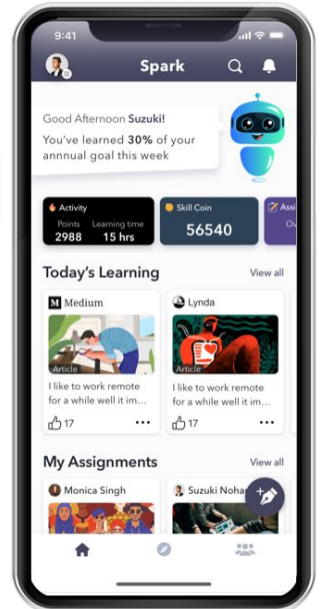 9:41
Spark
Good Afternoon Suzuki!
You've learned 30% of your
annnual goal this week
Activity
Points Learning time
2988 15 hrs
Skill Coin
56540
Today's Learning View all
M Medium
Article
I like to work remote
for a while well it im...
17
Lynda
Article
I like to work remote
for a while well it im...
17
My Assignments View all
Monica Singh
Suzuki Nohar